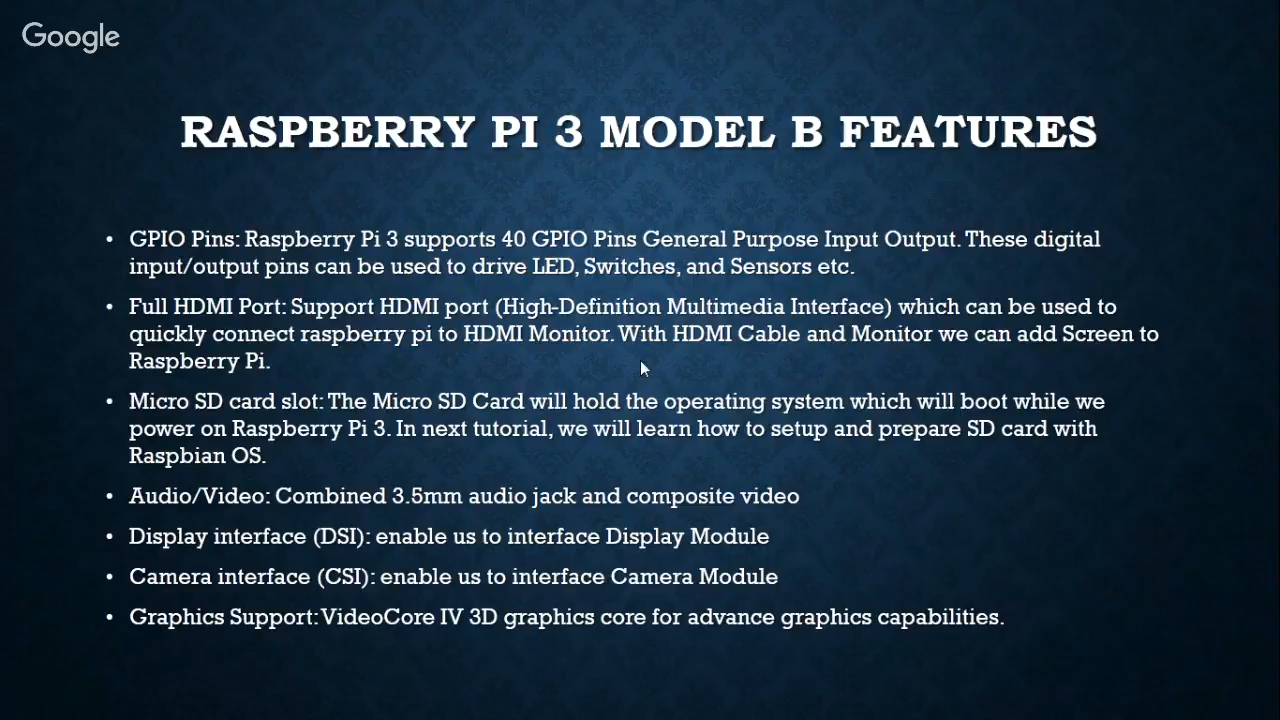 Google
RASPBERRY PI 3 MODEL B FEATURES
• GPIO Pins: Raspberry Pi 3 supports 40 GPIO Pins General Purpose Input Output. These digital
input/output pins can be used to drive LED, Switches, and Sensors etc.
• Full HDMI Port: Support HDMI port (High-Definition Multimedia Interface) which can be used to
quickly connect raspberry pi to HDMI Monitor. With HDMI Cable and Monitor we can add Screen to
Raspberry Pi.
• Micro SD card slot: The Micro SD Card will hold the operating system which will boot while we
power on Raspberry Pi 3. In next tutorial, we will learn how to setup and prepare SD card with
Raspbian OS.
• Audio/Video: Combined 3.5mm audio jack and composite video
• Display interface (DSI): enable us to interface Display Module
• Camera interface (CSI): enable us to interface Camera Module
• Graphics Support: VideoCore IV 3D graphics core for advance graphics capabilities.